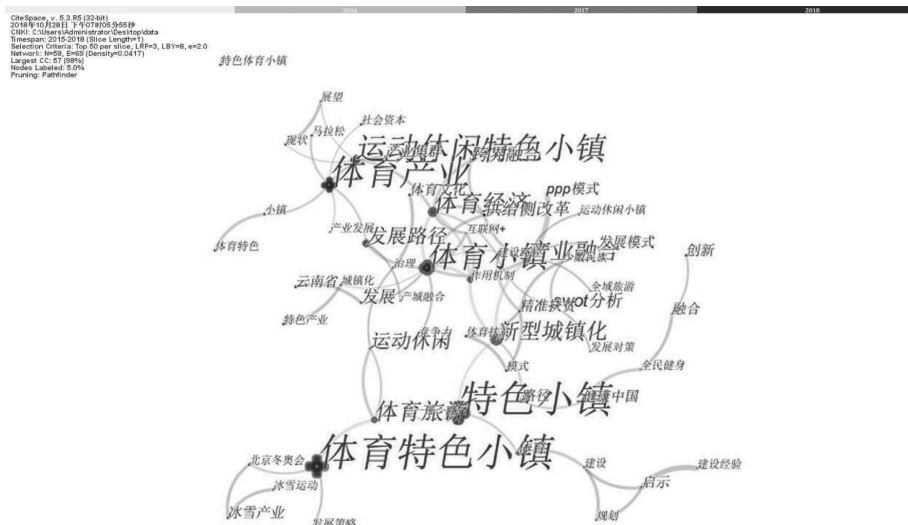 2016
2017
2018
CiteSpace, v. 5.3.R5 (32-bit)
2018年10月28日 下午07时05分55秒
CNKI: C:\Users\Administrator\Desktop\data
Timespan: 2015-2018 (Slice Length=1)
Selection Criteria: Top 50 per slice, LRF=3, LBY=8, e=2.0
Network: N=58, E=69 (Density=0.0417)
Largest CC: 57 (98%)
Nodes Labeled: 5.0%
Pruning: Pathfinder
特色体育小镇
展望
社会资本
马拉松
现状
运动休闲特色小镇
跨界融合
体育产业
体育文化
ppp模式
体育经济
供给侧改革
运动休闲小镇
小镇
产业发展
互联网+
发展路径
发展模式
体育特色
体育小镇
产业融合
创新
治理
作用机制
云南省
城镇化
全域旅游
发展
产城融合
精准扶贫
swot分析
特色产业
融合
竞争力
新型城镇化
运动休闲
发展对策
模式
全民健身
体育旅游
特色小镇
路径
健康中国
体育特色小镇
北京冬奥会
建设
建设经验
启示
冰雪运动
冰雪产业
规划
发展策略